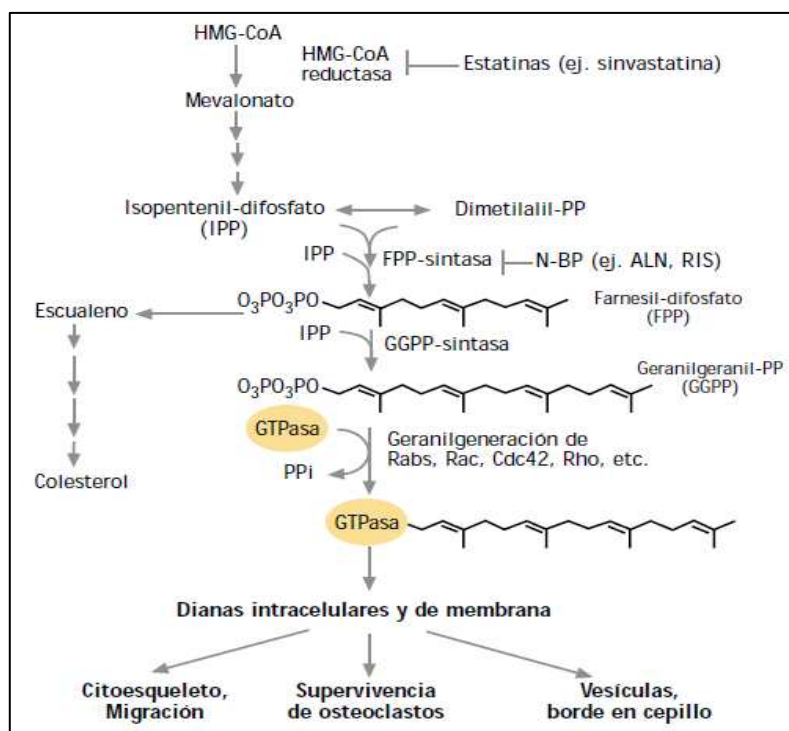 HMG-CoA
HMG-CoA
reductasa
Estatinas (ej. sinvastatina)
Mevalonato
Isopentenil-difosfato
(IPP)
Dimetilalil-PP
IPP
FPP-sintasa
N-BP (ej. ALN, RIS)
Escualeno
O₃PO₃PO
Farnesil-difosfato
(FPP)
IPP
GGPP-sintasa
Geranilgeranil-PP
(GGPP)
O₃PO₃PO
GTPasa
Geranilgeneración de
Rabs, Rac, Cdc42, Rho, etc.
PPi
Colesterol
GTPasa
Dianas intracelulares y de membrana
Citoesqueleto,
Migración
Supervivencia
de osteoclastos
Vesículas,
borde en cepillo